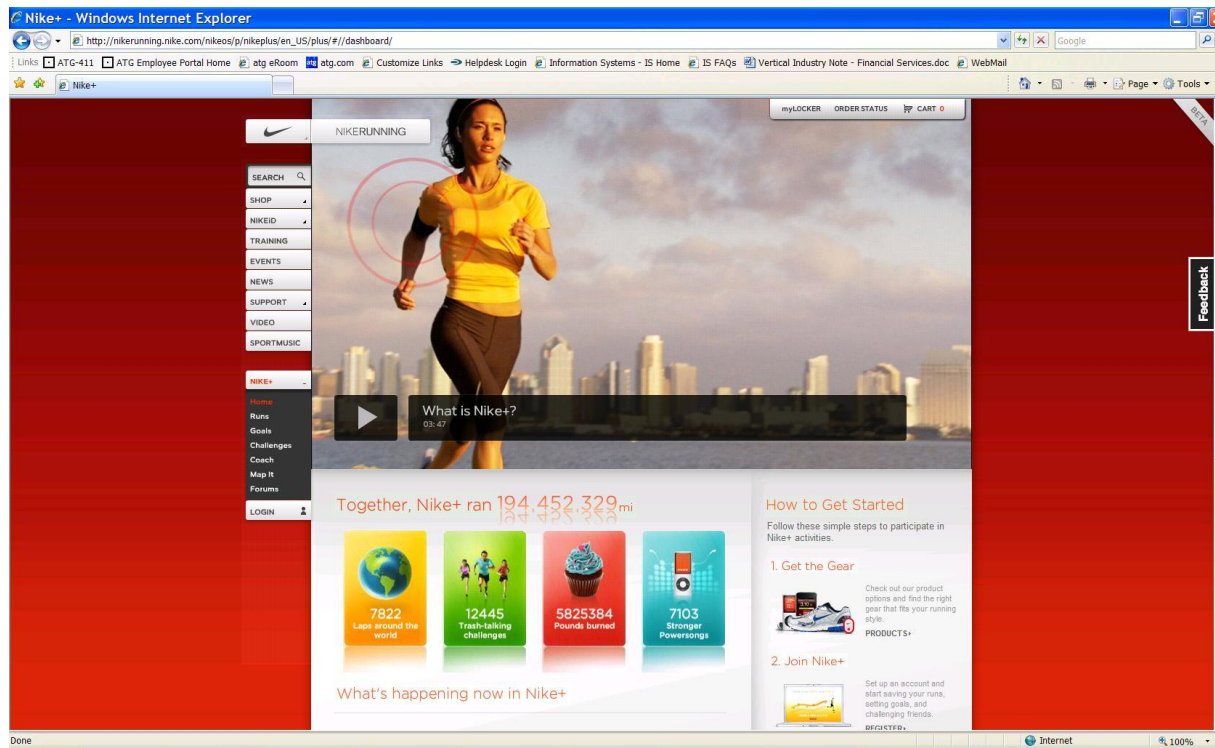 Nike+ - Windows Internet Explorer
http://nikerunning.nike.com/nikeos/p/nikeplus/en_US/plus/#//dashboard/
Google
Links ATG-411 ATG Employee Portal Home atg eRoom atg atg.com Customize Links Helpdesk Login Information Systems - IS Home IS FAQs Vertical Industry Note - Financial Services.doc WebMail
Nike+
Page Tools
myLOCKER ORDER STATUS CART 0
BETA
NIKERUNNING
SEARCH
SHOP
NIKEiD
TRAINING
EVENTS
NEWS
SUPPORT
VIDEO
SPORTMUSIC
NIKE+
Home
Runs
Goals
Challenges
Coach
Map It
Forums
LOGIN
Feedback
What is Nike+?
03:47
Together, Nike+ ran 194,452,329 mi
7822
Laps around the
world
12445
Trash-talking
challenges
5825384
Pounds burned
7103
Stronger
Powersongs
What's happening now in Nike+
How to Get Started
Follow these simple steps to participate in
Nike+ activities.
1. Get the Gear
Check out our product
options and find the right
gear that fits your running
style.
PRODUCTS
2. Join Nike+
Set up an account and
start saving your runs,
setting goals, and
challenging friends.
REGISTER
Done
Internet
100%